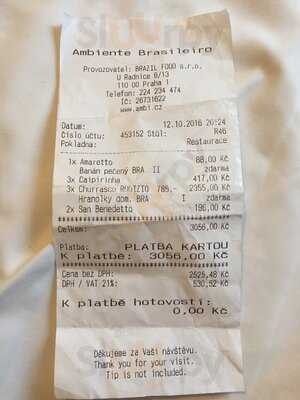 Ambiente Brasileiro
Provozovatel: BRAZIL FOOD s.r.o.
U Radnice 8/13
110 00 Praha 1
Telefon: 224 234 474
IČ: 26731622
www.ambi.cz
Datum: 12.10.2016 20:24
Číslo účtu: 453152 Stůl: R46
Pokladna: Restaurace
1x Amaretto 88,00 Kč
Banán pečený BRA II zdarma
3x Caipirinha 417,00 Kč
3x Churrasco RODIZIO 785,- 2355,00 Kč
Hranolky dom. BRA I zdarma
2x San Benedetto 196,00 Kč
Celkem: 3056,00 Kč
Platba: PLATBA KARTOU
K platbě: 3056,00 Kč
Cena bez DPH: 2525,48 Kč
DPH / VAT 21%: 530,52 Kč
K platbě hotovostí:
0,00 Kč
Děkujeme za Vaši návštěvu.
Thank you for your visit.
Tip is not included.